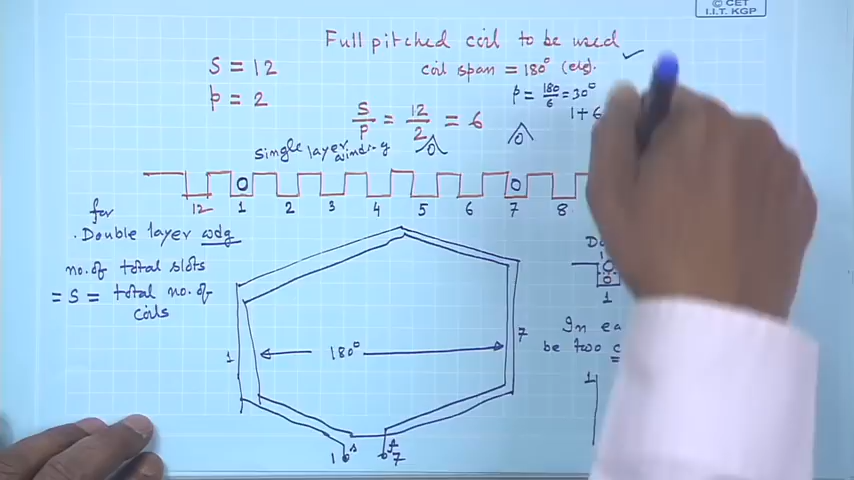 © CET
I.I.T. KGP
Full pitched coil to be used
S = 12
coil span = 180° (ele).
p = 2
β = 180/6 = 30°
1+6
S/p = 12/2 = 6
single layer winding
12 1 2 3 4 5 6 7 8
for
Double layer wdg
no. of total slots
= S = total no. of
coils
1
In ea
be two c
180°
1
7
1
s
f
1
7